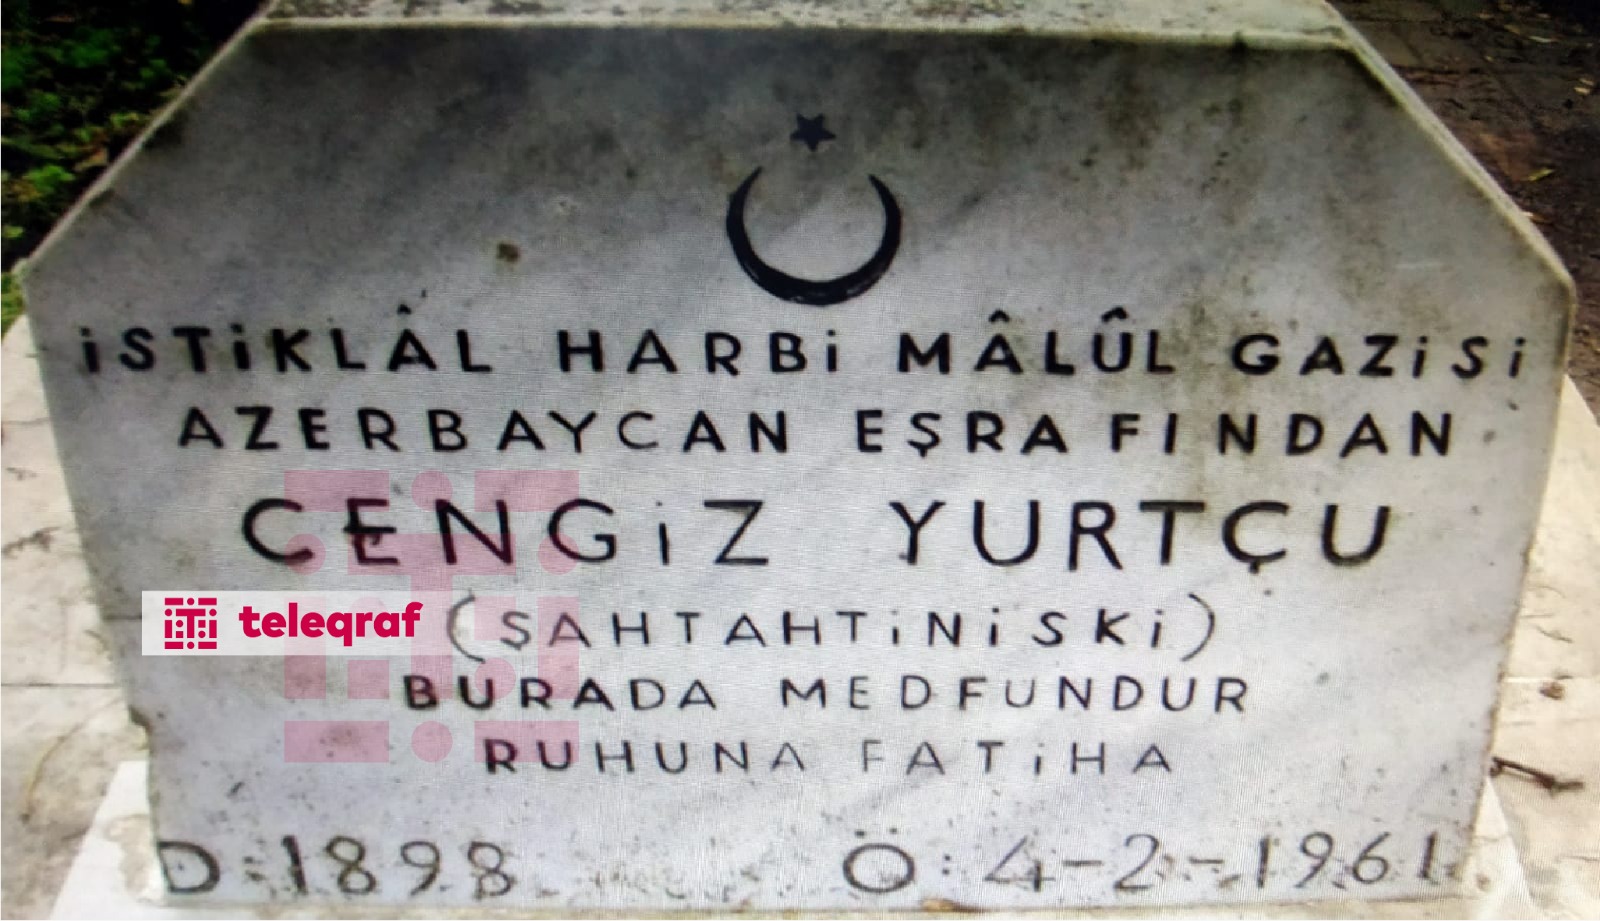 İSTİKLÂL HARBİ MÂLÛL GAZİSİ
AZERBAYCAN EŞRAFINDAN
CENGİZ YURTÇU
(ŞAHTAHTİNİSKİ)
BURADA MEDFUNDUR
RUHUNA FATİHA
D:1898 Ö:4-2-1961
teleqraf